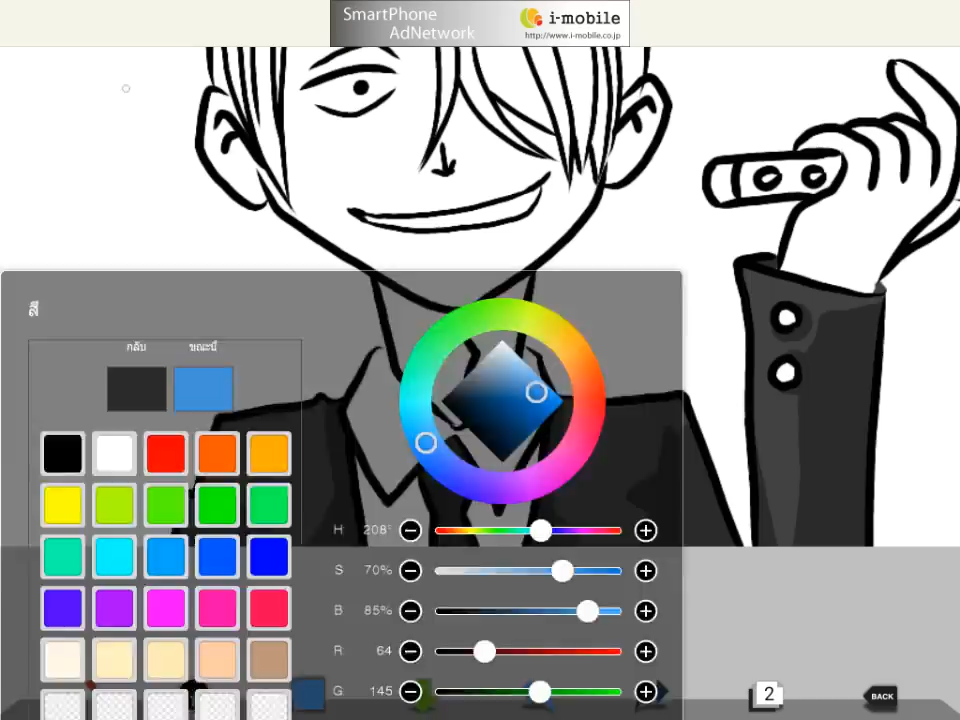 SmartPhone
AdNetwork
i-mobile
http://www.i-mobile.co.jp
กลับ ขณะนี้
H: 208°
S: 70%
B: 85%
R: 64
G: 145
2
BACK